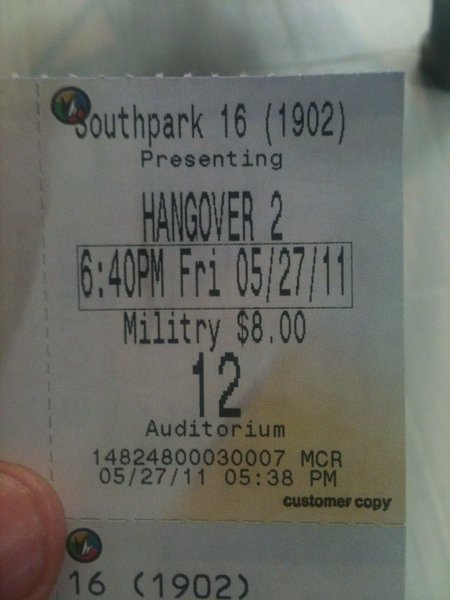 Southpark 16 (1902)
Presenting
HANGOVER 2
6:40PM Fri 05/27/11
Militry $8.00
12
Auditorium
14824800030007 MCR
05/27/11 05:38 PM
customer copy
16 (1902)